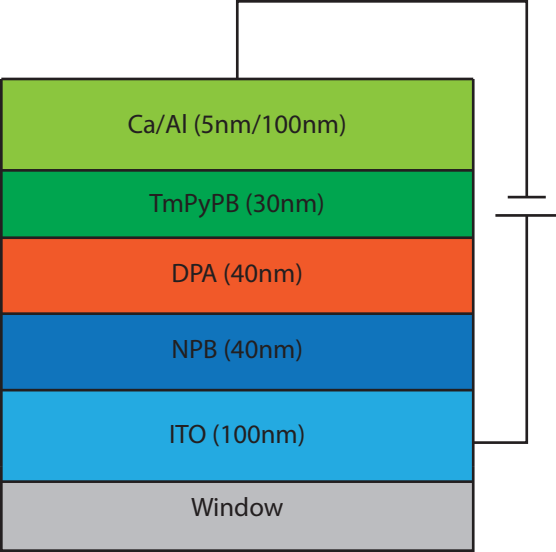 Ca/Al (5nm/100nm)
TmPyPB (30nm)
DPA (40nm)
NPB (40nm)
ITO (100nm)
Window